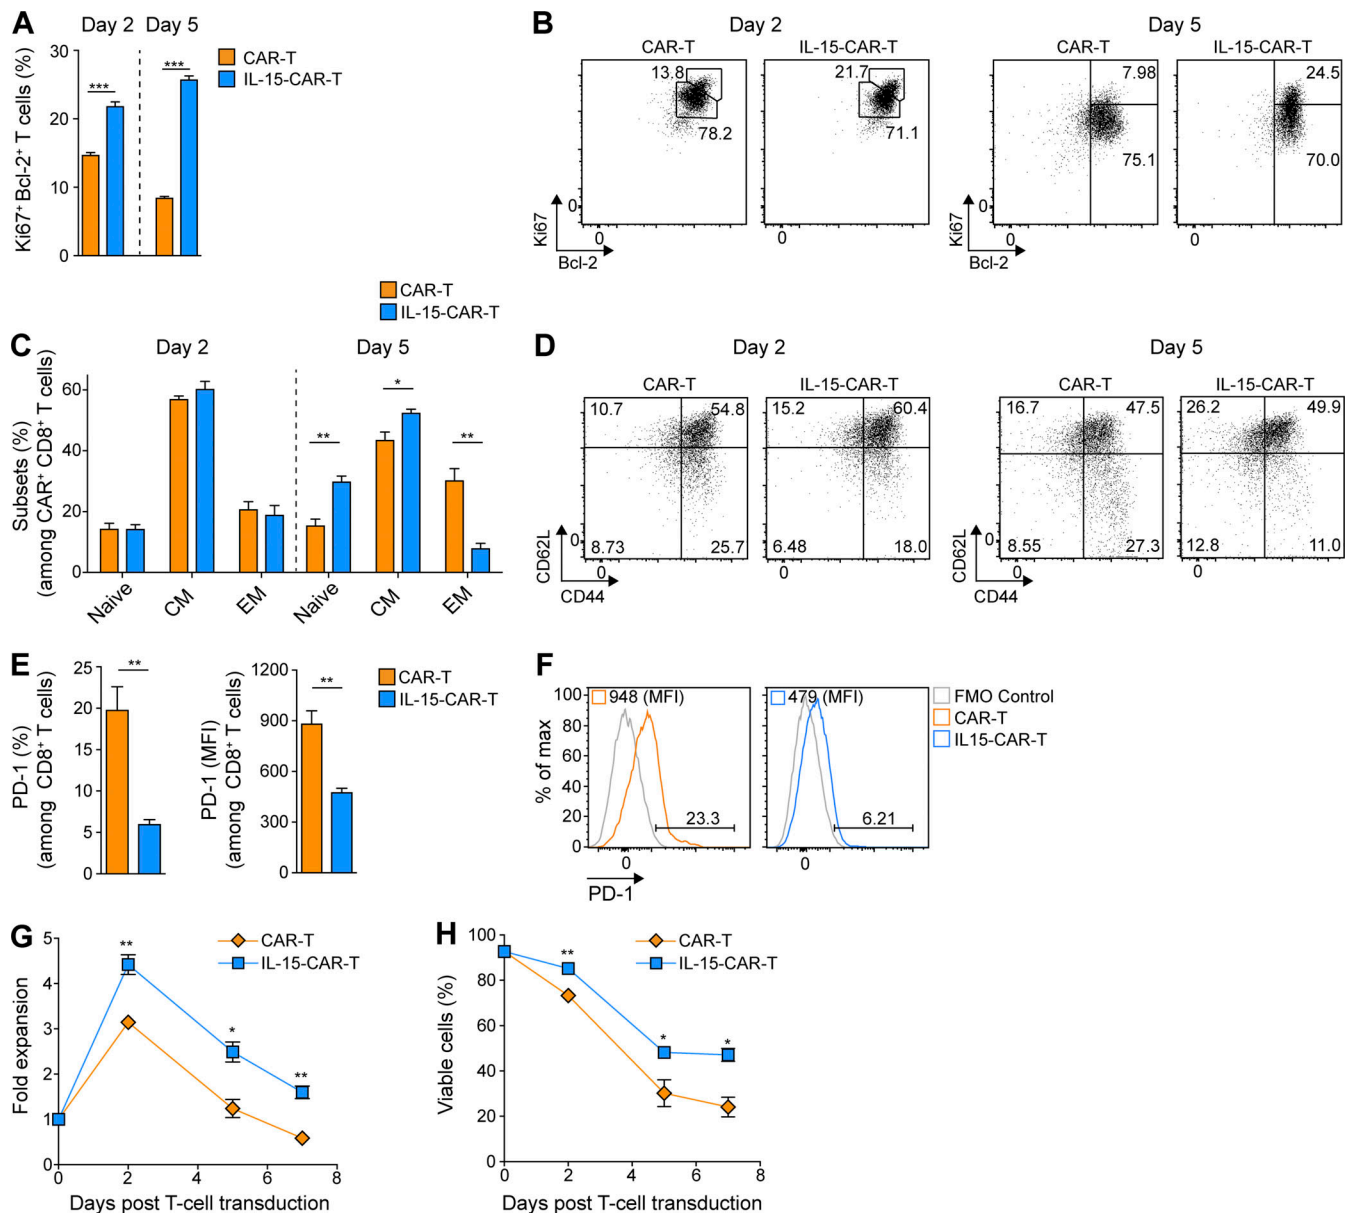 A
Day 2
Day 5
CAR-T
IL-15-CAR-T
Ki67⁺ Bcl-2⁺ T cells (%)
30
20
10
0
***
***
B
Day 2
Day 5
CAR-T
IL-15-CAR-T
CAR-T
IL-15-CAR-T
13.8
78.2
21.7
71.1
7.98
75.1
24.5
70.0
Ki67
0
0
Bcl-2
0
Ki67
0
0
Bcl-2
0
CAR-T
IL-15-CAR-T
C
Day 2
Day 5
Subsets (%)
(among CAR⁺ CD8⁺ T cells)
60
40
20
0
**
*
**
Naive
CM
EM
Naive
CM
EM
D
Day 2
Day 5
CAR-T
IL-15-CAR-T
CAR-T
IL-15-CAR-T
10.7
54.8
8.73
25.7
15.2
60.4
6.48
18.0
16.7
47.5
8.55
27.3
26.2
49.9
12.8
11.0
CD62L
0
0
CD44
0
CD62L
0
0
CD44
0
E
PD-1 (%)
(among CD8⁺ T cells)
25
20
15
10
5
0
**
PD-1 (MFI)
(among CD8⁺ T cells)
1200
900
600
300
0
**
CAR-T
IL-15-CAR-T
F
% of max
100
80
60
40
20
0
948 (MFI)
23.3
0
479 (MFI)
6.21
0
PD-1
FMO Control
CAR-T
IL15-CAR-T
G
CAR-T
IL-15-CAR-T
Fold expansion
5
4
3
2
1
0
**
*
**
0
2
4
6
8
Days post T-cell transduction
H
CAR-T
IL-15-CAR-T
Viable cells (%)
100
80
60
40
20
0
**
*
*
0
2
4
6
8
Days post T-cell transduction